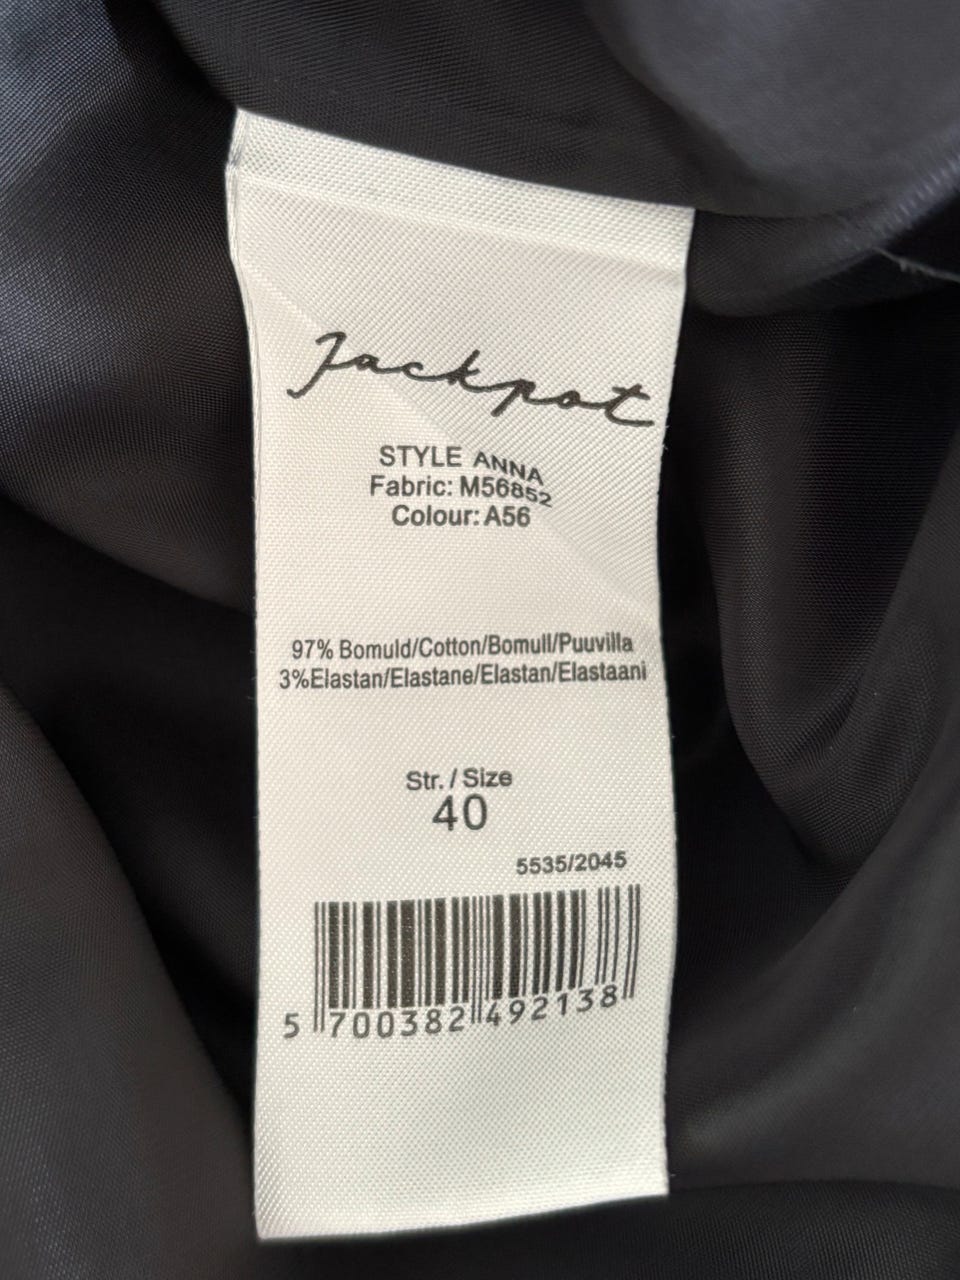 Jackpot
STYLE ANNA
Fabric: M56852
Colour: A56
97% Bomuld/Cotton/Bomull/Puuvilla
3%Elastan/Elastane/Elastan/Elastaani
Str. / Size
40
5535/2045
5 700382 492138